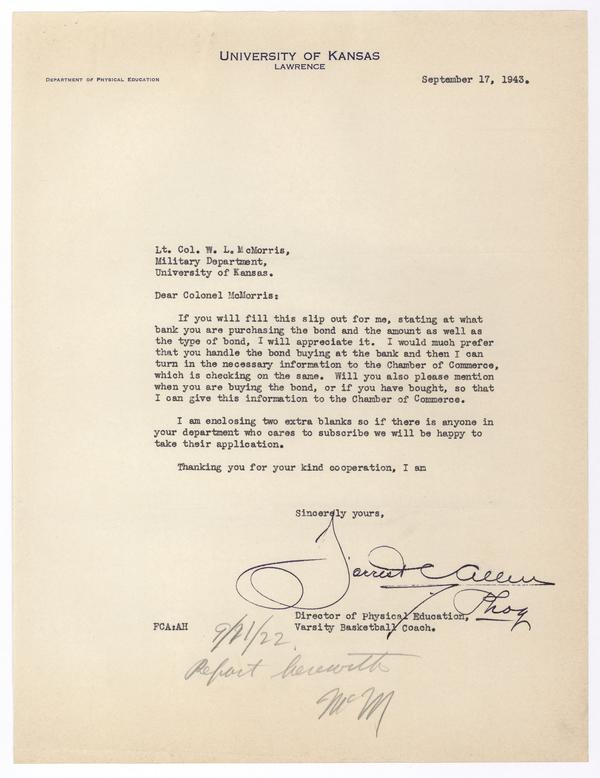 UNIVERSITY OF KANSAS
LAWRENCE
DEPARTMENT OF PHYSICAL EDUCATION
September 17, 1943.
Lt. Col. W. L. McMorris,
Military Department,
University of Kansas.
Dear Colonel McMorris:
If you will fill this slip out for me, stating at what
bank you are purchasing the bond and the amount as well as
the type of bond, I will appreciate it. I would much prefer
that you handle the bond buying at the bank and then I can
turn in the necessary information to the Chamber of Commerce,
which is checking on the same. Will you also please mention
when you are buying the bond, or if you have bought, so that
I can give this information to the Chamber of Commerce.
I am enclosing two extra blanks so if there is anyone in
your department who cares to subscribe we will be happy to
take their application.
Thanking you for your kind cooperation, I am
Sincerely yours,
Forrest C Allen
Phog
Director of Physical Education,
Varsity Basketball Coach.
FCA:AH
9/21/22
Report herewith
McM